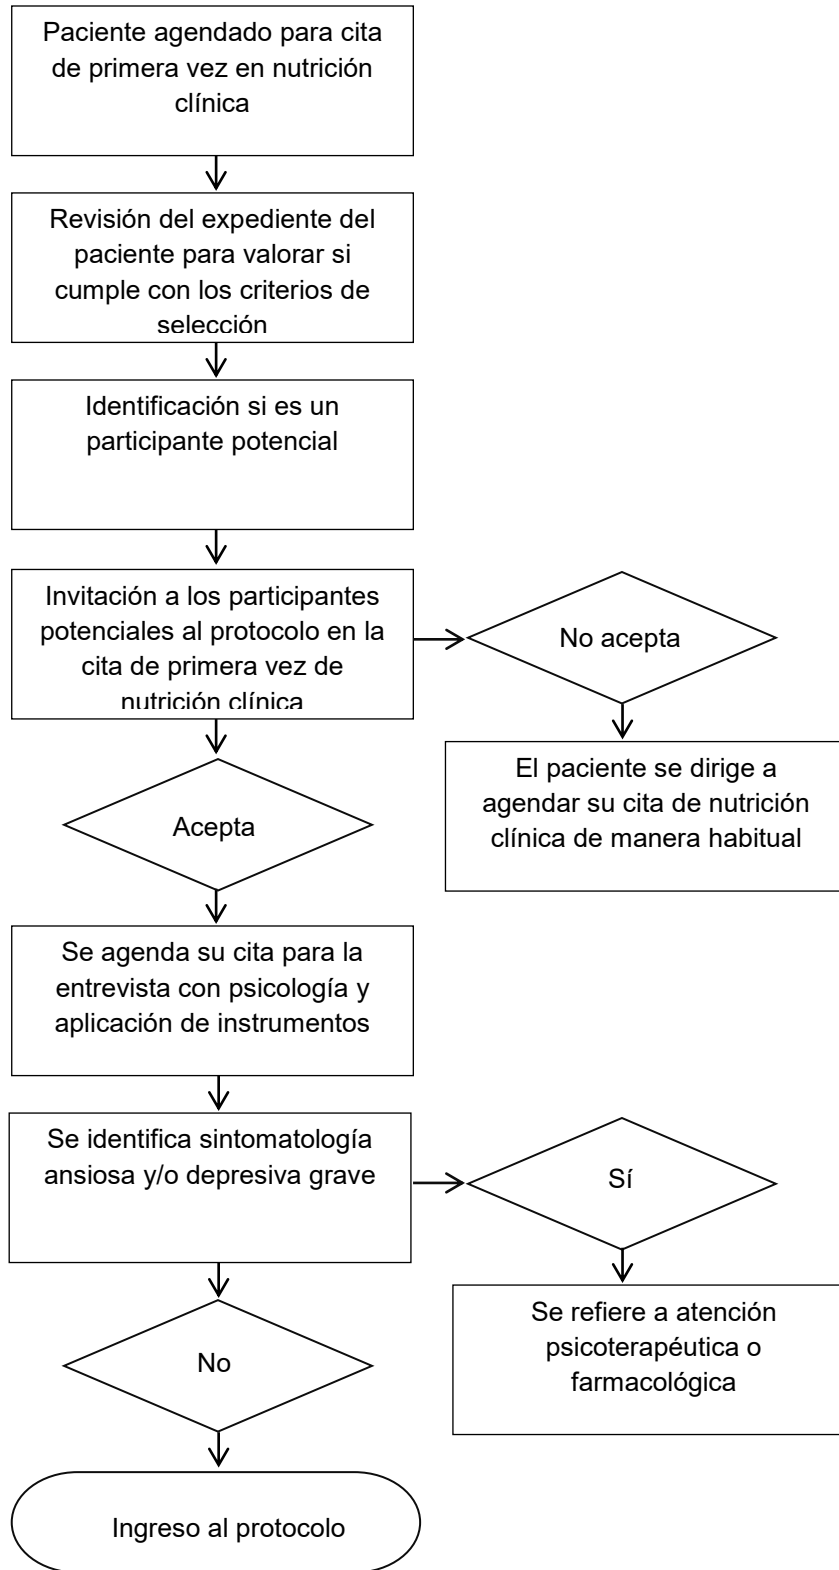 Paciente agendado para cita
de primera vez en nutrición
clínica
Revisión del expediente del
paciente para valorar si
cumple con los criterios de
selección
Identificación si es un
participante potencial
Invitación a los participantes
potenciales al protocolo en la
cita de primera vez de
nutrición clínica
No acepta
El paciente se dirige a
agendar su cita de nutrición
clínica de manera habitual
Acepta
Se agenda su cita para la
entrevista con psicología y
aplicación de instrumentos
Se identifica sintomatología
ansiosa y/o depresiva grave
Sí
Se refiere a atención
psicoterapéutica o
farmacológica
No
Ingreso al protocolo